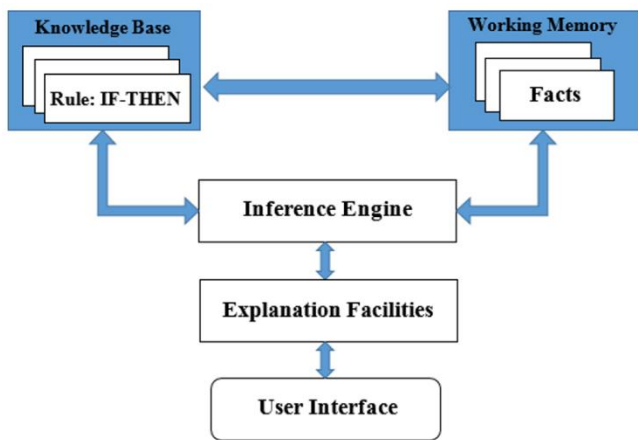 Knowledge Base
Rule: IF-THEN
Working Memory
Facts
Inference Engine
Explanation Facilities
User Interface